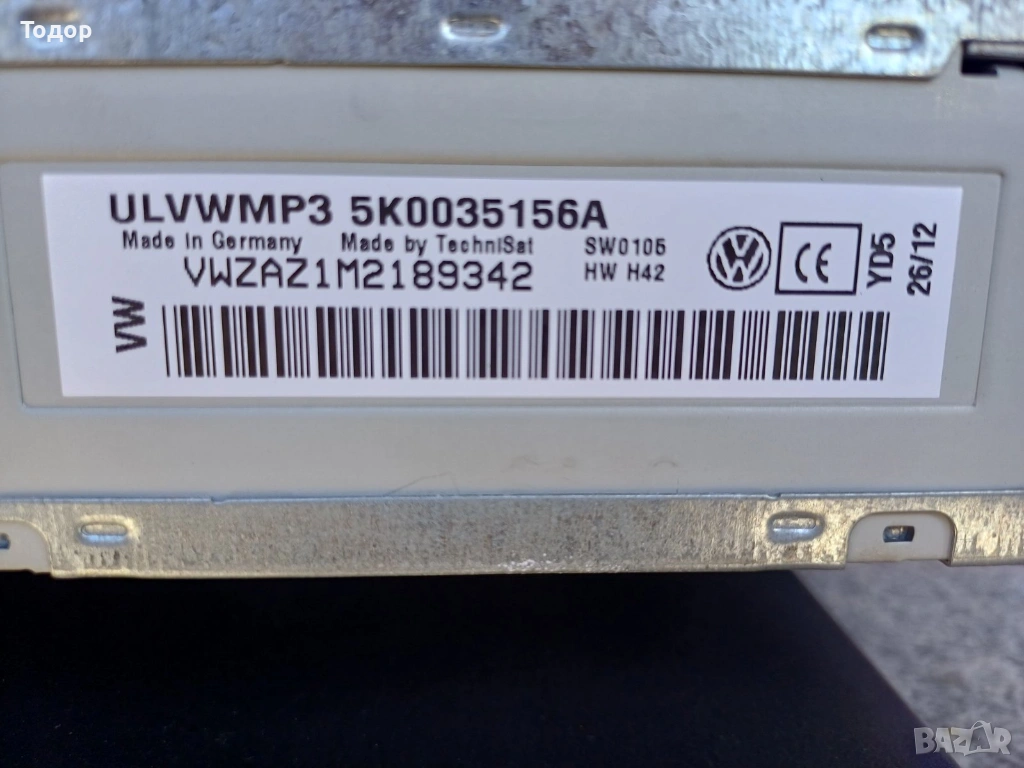 Тодор
ULVWMP3 5K0035156A
Made in Germany Made by TechniSat SW0105
VWZAZ1M2189342 HW H42
VW
CE
YD5
26/12
BAZAR